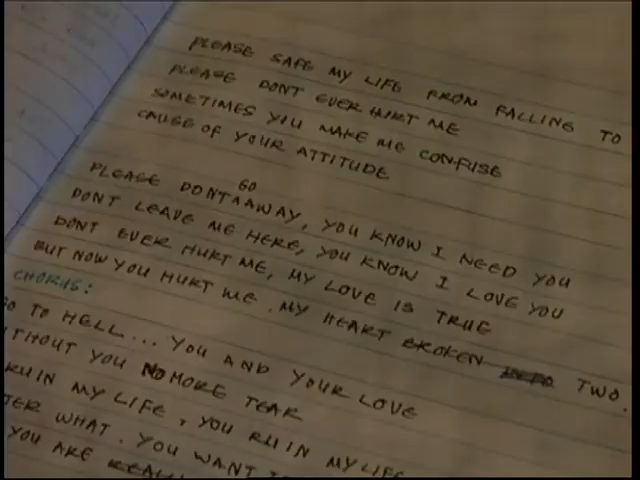 PLEASE SAFE MY LIFE FROM FALLING TO
PLEASE DONT EVER HURT ME
SOMETIMES YOU MAKE ME CONFUSE
CAUSE OF YOUR ATTITUDE
PLEASE DONT GO AWAY, YOU KNOW I NEED YOU
DONT LEAVE ME HERE, YOU KNOW I LOVE YOU
DONT EVER HURT ME, MY LOVE IS TRUE
BUT NOW YOU HURT ME, MY HEART BROKEN TWO.
CHORUS:
GO TO HELL... YOU AND YOUR LOVE
ITHOUT YOU NO MORE TEAR
RUIN MY LIFE, YOU RUIN MY LIFE
TER WHAT. YOU WANT
YOU ARE